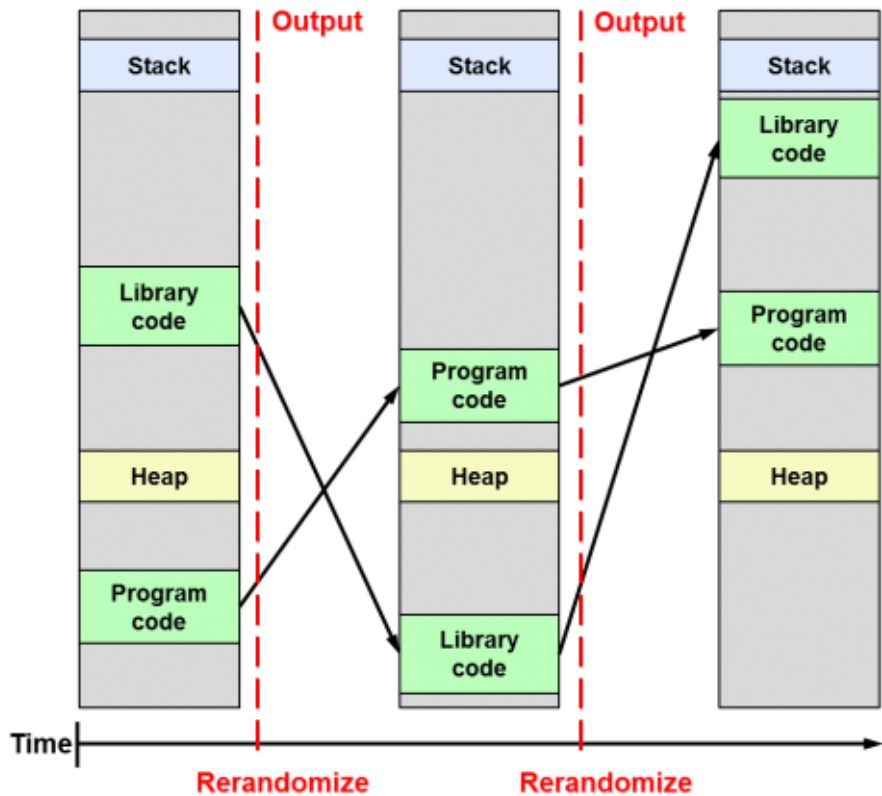 Output
Output
Stack
Stack
Stack
Library
code
Library
code
Program
code
Program
code
Heap
Heap
Heap
Program
code
Library
code
Time
Rerandomize
Rerandomize